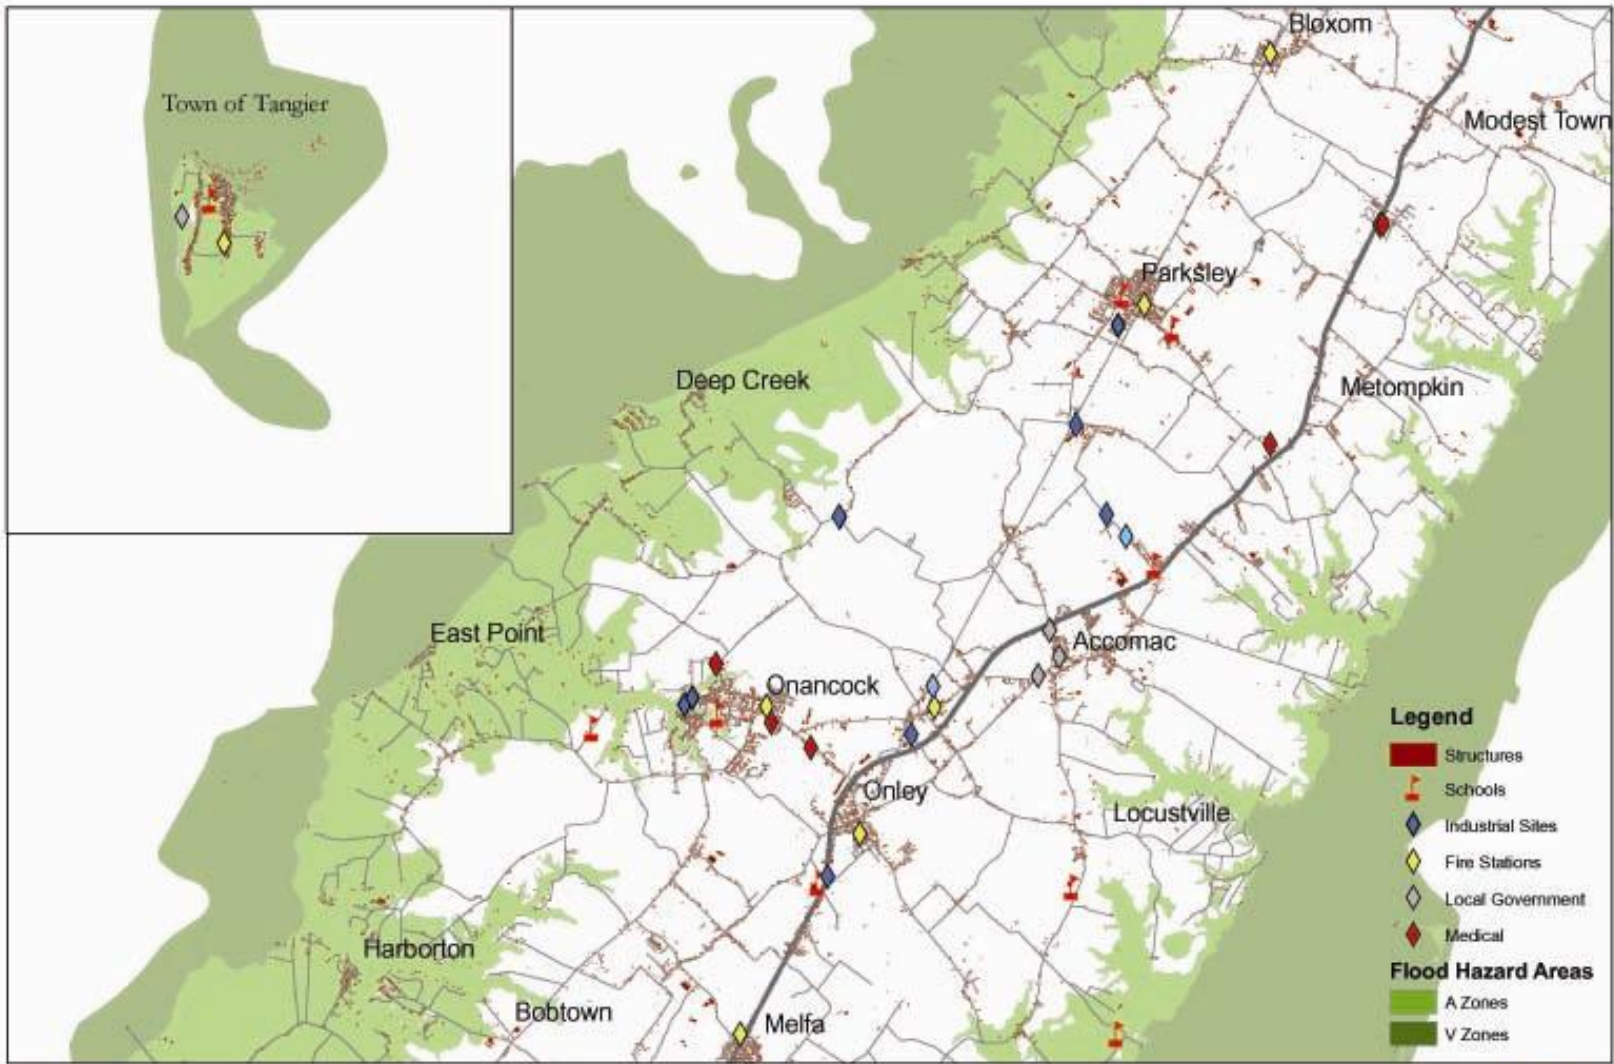 Bloxom
Town of Tangier
Modest Town
Parksley
Deep Creek
Metompkin
East Point
Accomac
Onancock
Onley
Locustville
Harborton
Bobtown
Melfa
Legend
Structures
Schools
Industrial Sites
Fire Stations
Local Government
Medical
Flood Hazard Areas
A Zones
V Zones